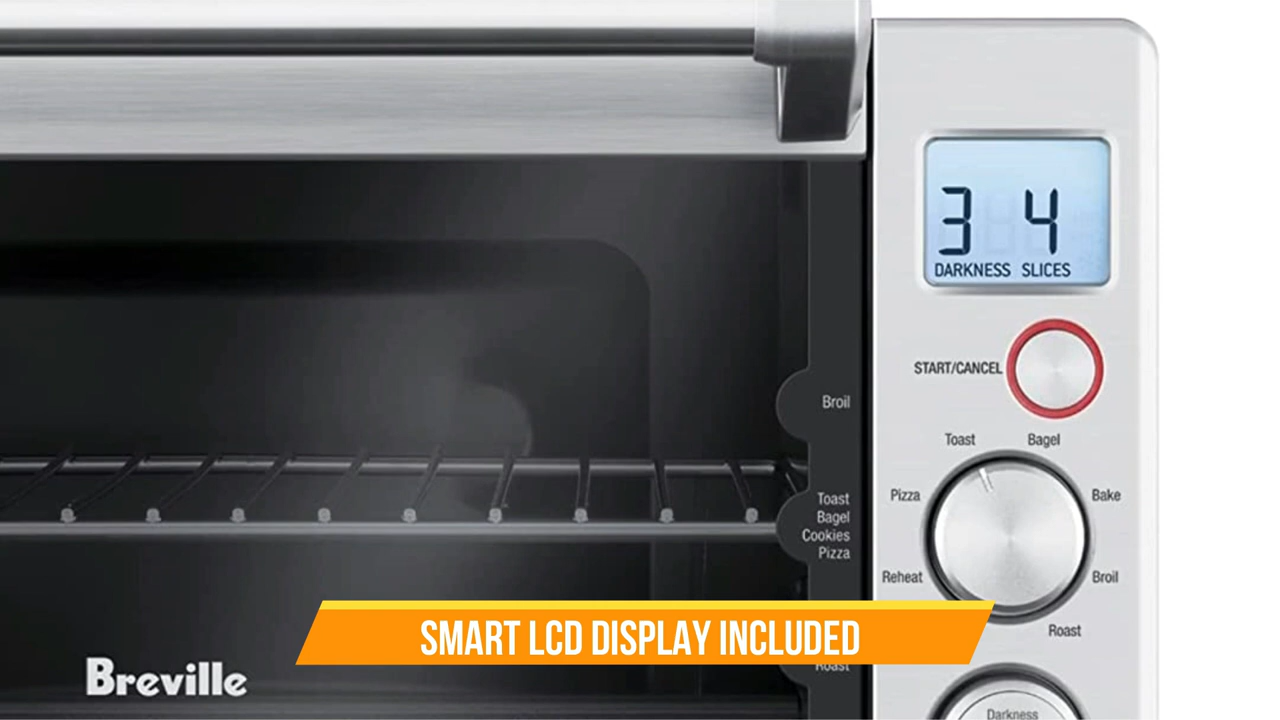 3 4
DARKNESS SLICES
START/CANCEL
Broil
Toast
Bagel
Cookies
Pizza
Roast
Toast Bagel
Pizza Bake
Reheat Broil
Roast
Darkness
SMART LCD DISPLAY INCLUDED
Breville